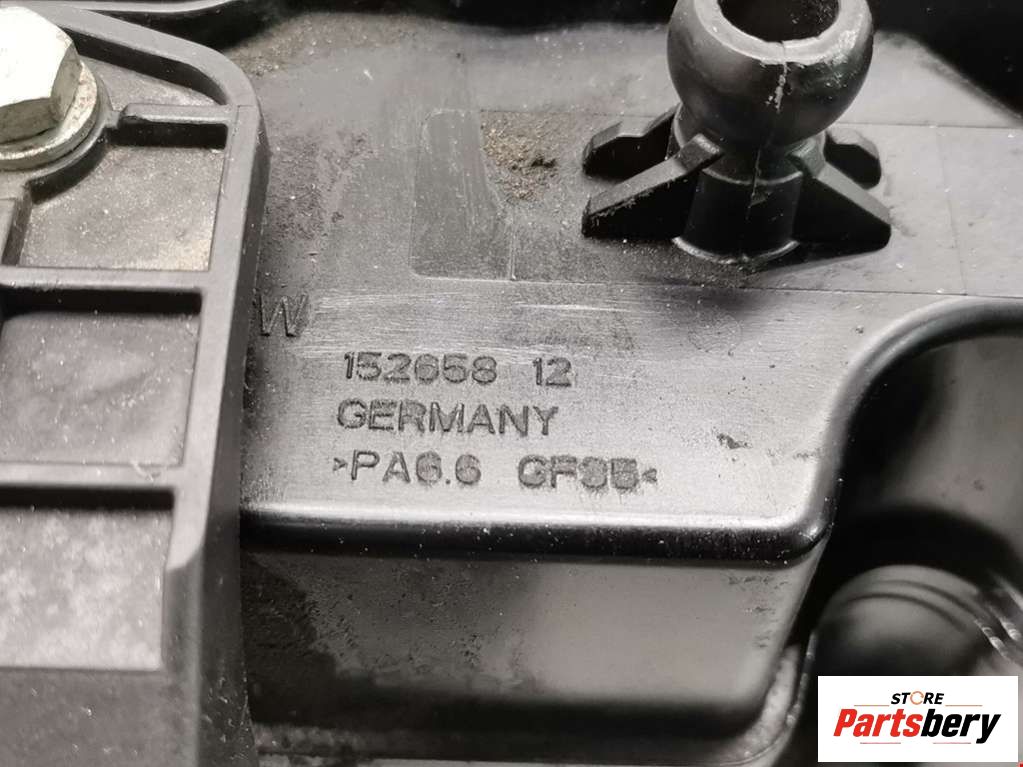 W
152658 12
GERMANY
>PA6.6 GF35<
STORE
Partsbery